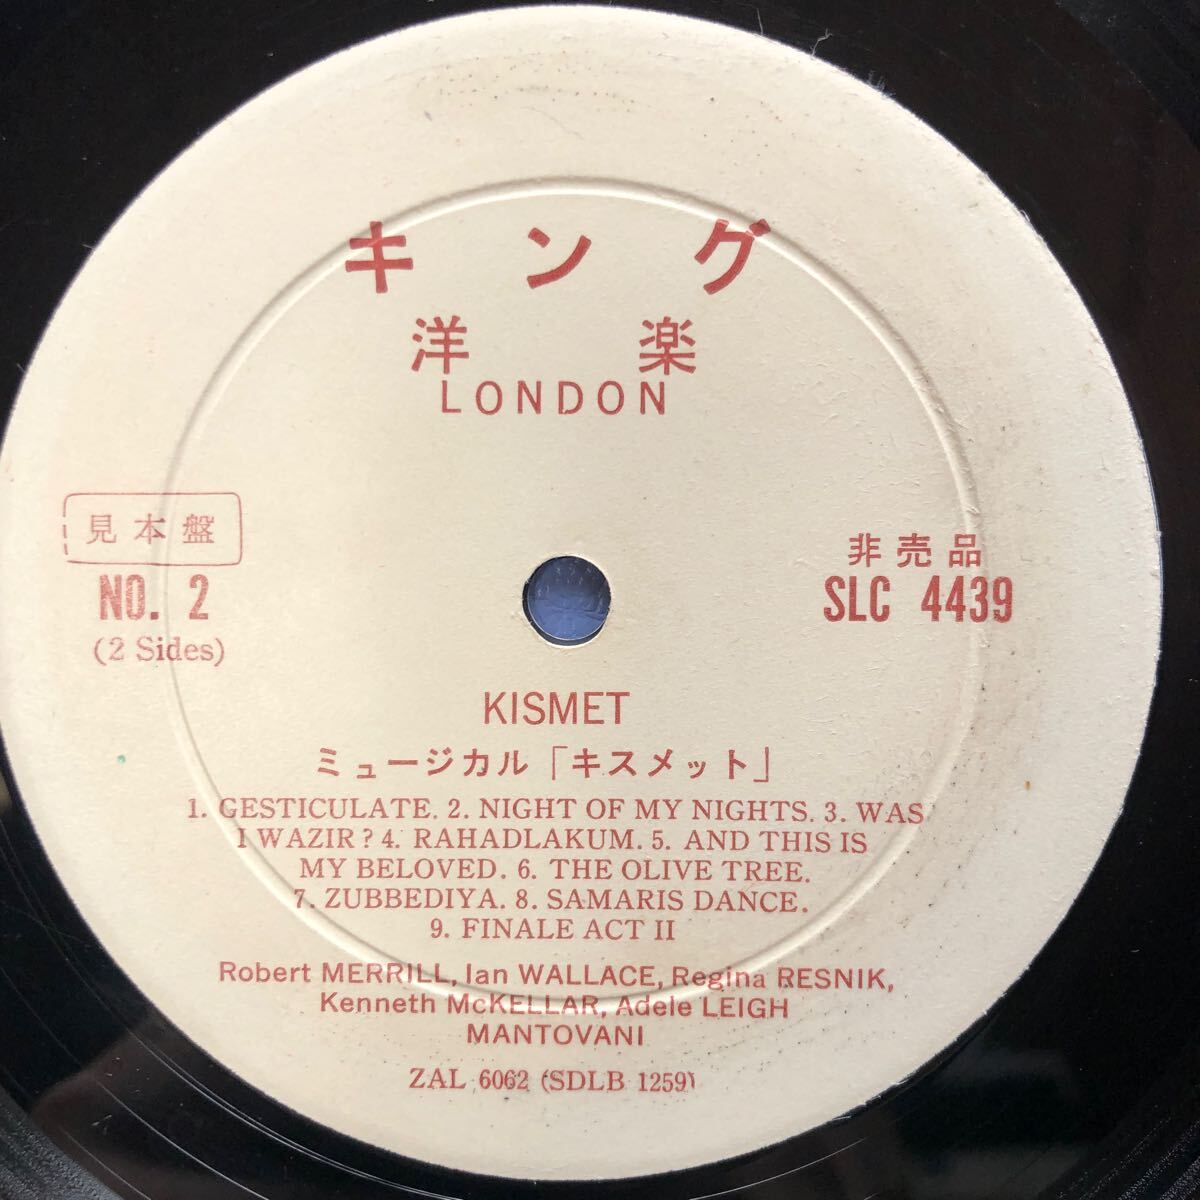 キング
洋楽
LONDON
見本盤
NO. 2
(2 Sides)
非売品
SLC 4439
KISMET
ミュージカル「キスメット」
1. GESTICULATE. 2. NIGHT OF MY NIGHTS. 3. WAS
I WAZIR? 4. RAHADLAKUM. 5. AND THIS IS
MY BELOVED. 6. THE OLIVE TREE.
7. ZUBBEDIYA. 8. SAMARIS DANCE.
9. FINALE ACT II
Robert MERRILL, Ian WALLACE, Regina RESNIK,
Kenneth McKELLAR, Adele LEIGH
MANTOVANI
ZAL 6062 (SDLB 1259)